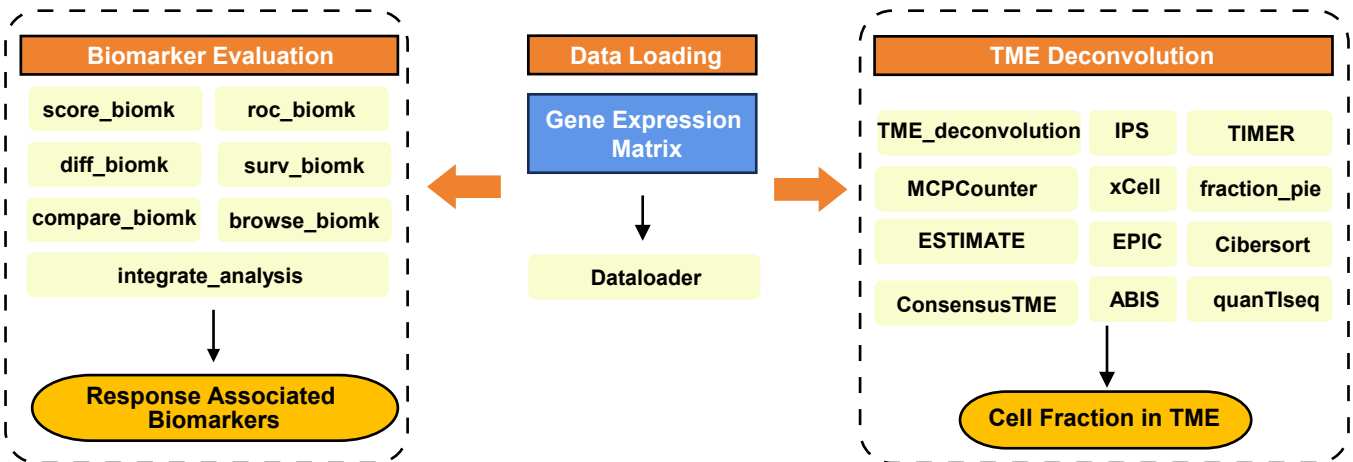 Biomarker Evaluation
score_biomk
roc_biomk
diff_biomk
surv_biomk
compare_biomk
browse_biomk
integrate_analysis
Response Associated
Biomarkers
Data Loading
Gene Expression
Matrix
Dataloader
TME Deconvolution
TME_deconvolution
IPS
TIMER
MCPCounter
xCell
fraction_pie
ESTIMATE
EPIC
Cibersort
ConsensusTME
ABIS
quanTIseq
Cell Fraction in TME